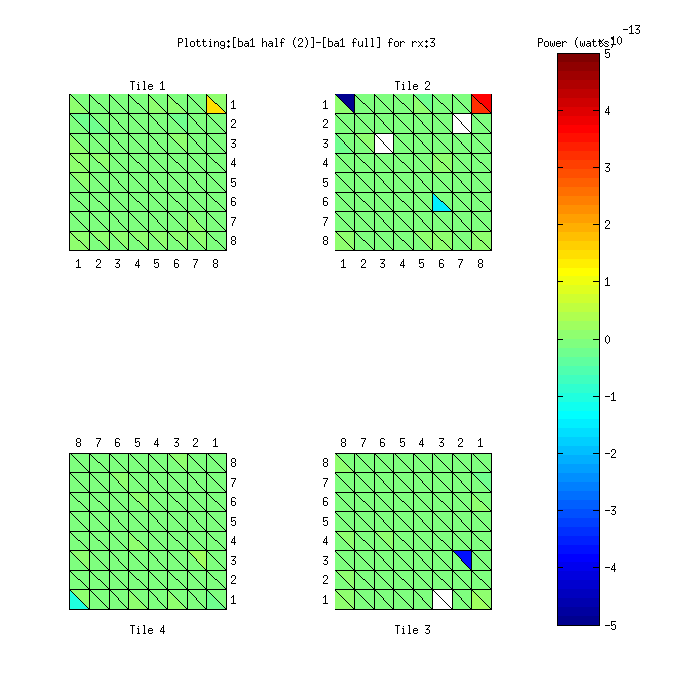 -13
Plotting:[ba1 half (2)]-[ba1 full] for rx:3
Power (watts)
x 10
Tile 1
Tile 2
1 2 3 4 5 6 7 8
1 2 3 4 5 6 7 8
1 2 3 4 5 6 7 8
1 2 3 4 5 6 7 8
8 7 6 5 4 3 2 1
8 7 6 5 4 3 2 1
8 7 6 5 4 3 2 1
8 7 6 5 4 3 2 1
Tile 4
Tile 3
5
4
3
2
1
0
-1
-2
-3
-4
-5